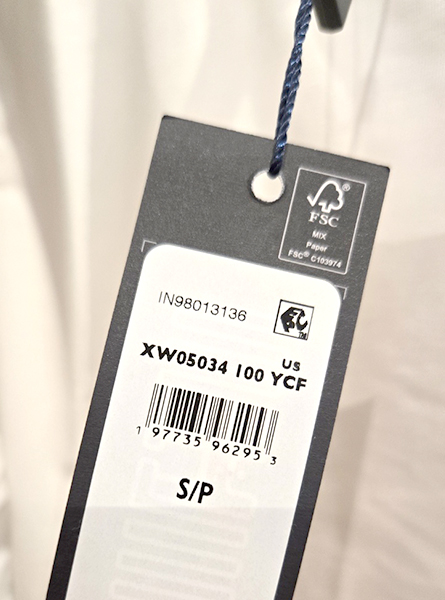 FSC®
MIX
Paper
FSC® C103974
IN98013136
US
XW05034 100 YCF
1 97735 96295 3
S/P